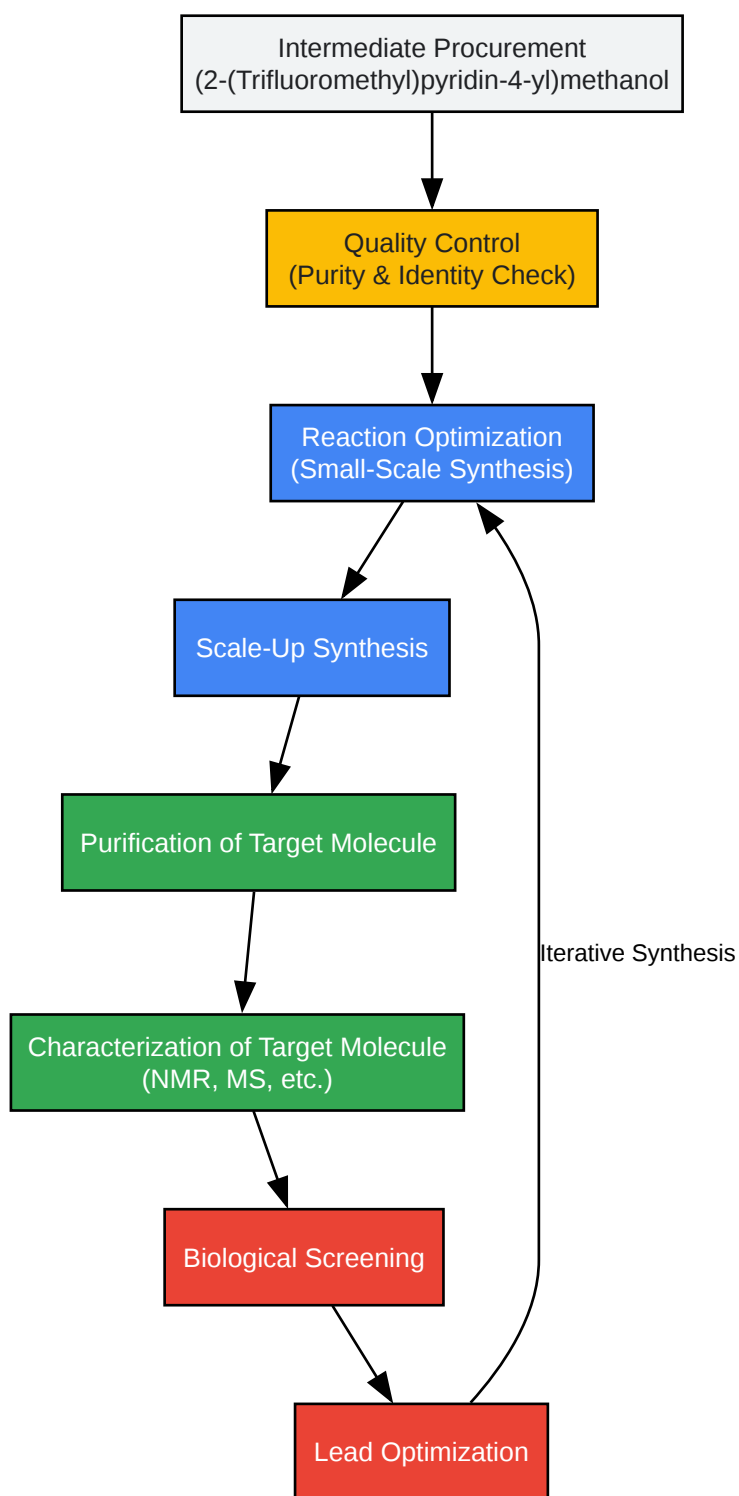 Intermediate Procurement
(2-(Trifluoromethyl)pyridin-4-yl)methanol
Quality Control
(Purity & Identity Check)
Reaction Optimization
(Small-Scale Synthesis)
Scale-Up Synthesis
Purification of Target Molecule
Iterative Synthesis
Characterization of Target Molecule
(NMR, MS, etc.)
Biological Screening
Lead Optimization